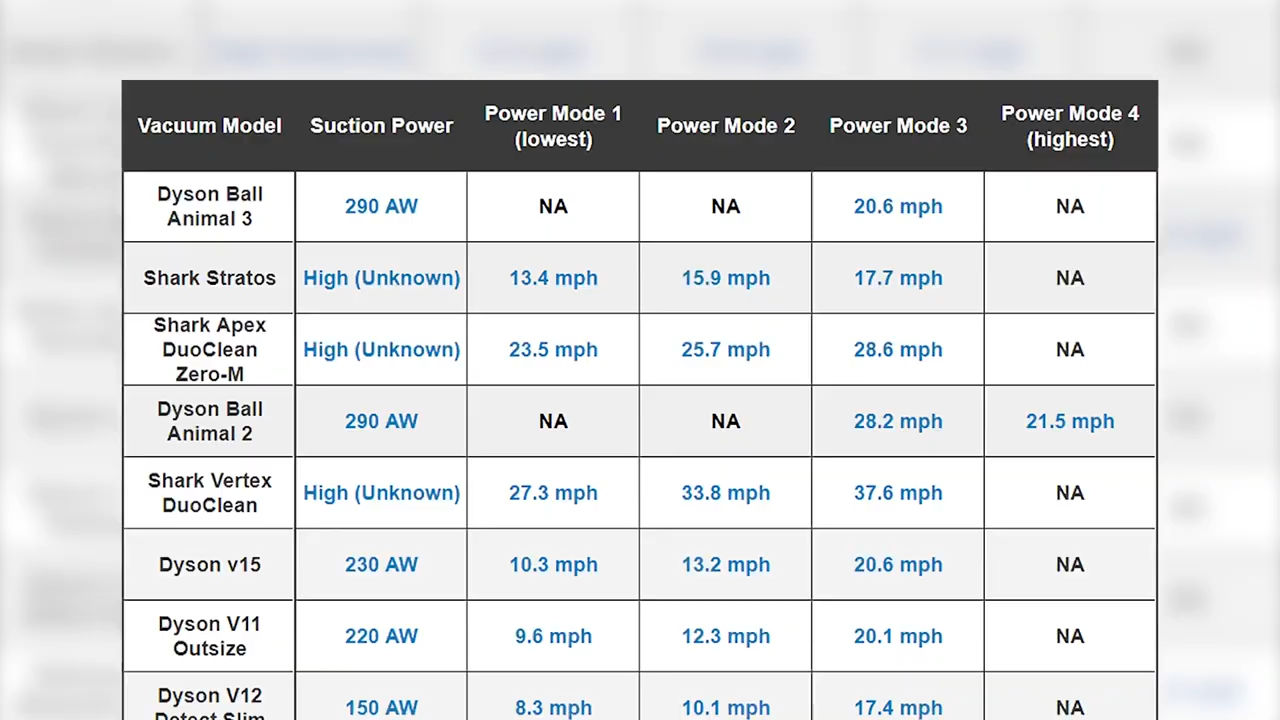 Vacuum Model
Suction Power
Power Mode 1
(lowest)
Power Mode 2
Power Mode 3
Power Mode 4
(highest)
Dyson Ball
Animal 3
290 AW
NA
NA
20.6 mph
NA
Shark Stratos
High (Unknown)
13.4 mph
15.9 mph
17.7 mph
NA
Shark Apex
DuoClean
Zero-M
High (Unknown)
23.5 mph
25.7 mph
28.6 mph
NA
Dyson Ball
Animal 2
290 AW
NA
NA
28.2 mph
21.5 mph
Shark Vertex
DuoClean
High (Unknown)
27.3 mph
33.8 mph
37.6 mph
NA
Dyson v15
230 AW
10.3 mph
13.2 mph
20.6 mph
NA
Dyson V11
Outsize
220 AW
9.6 mph
12.3 mph
20.1 mph
NA
Dyson V12
Detect Slim
150 AW
8.3 mph
10.1 mph
17.4 mph
NA